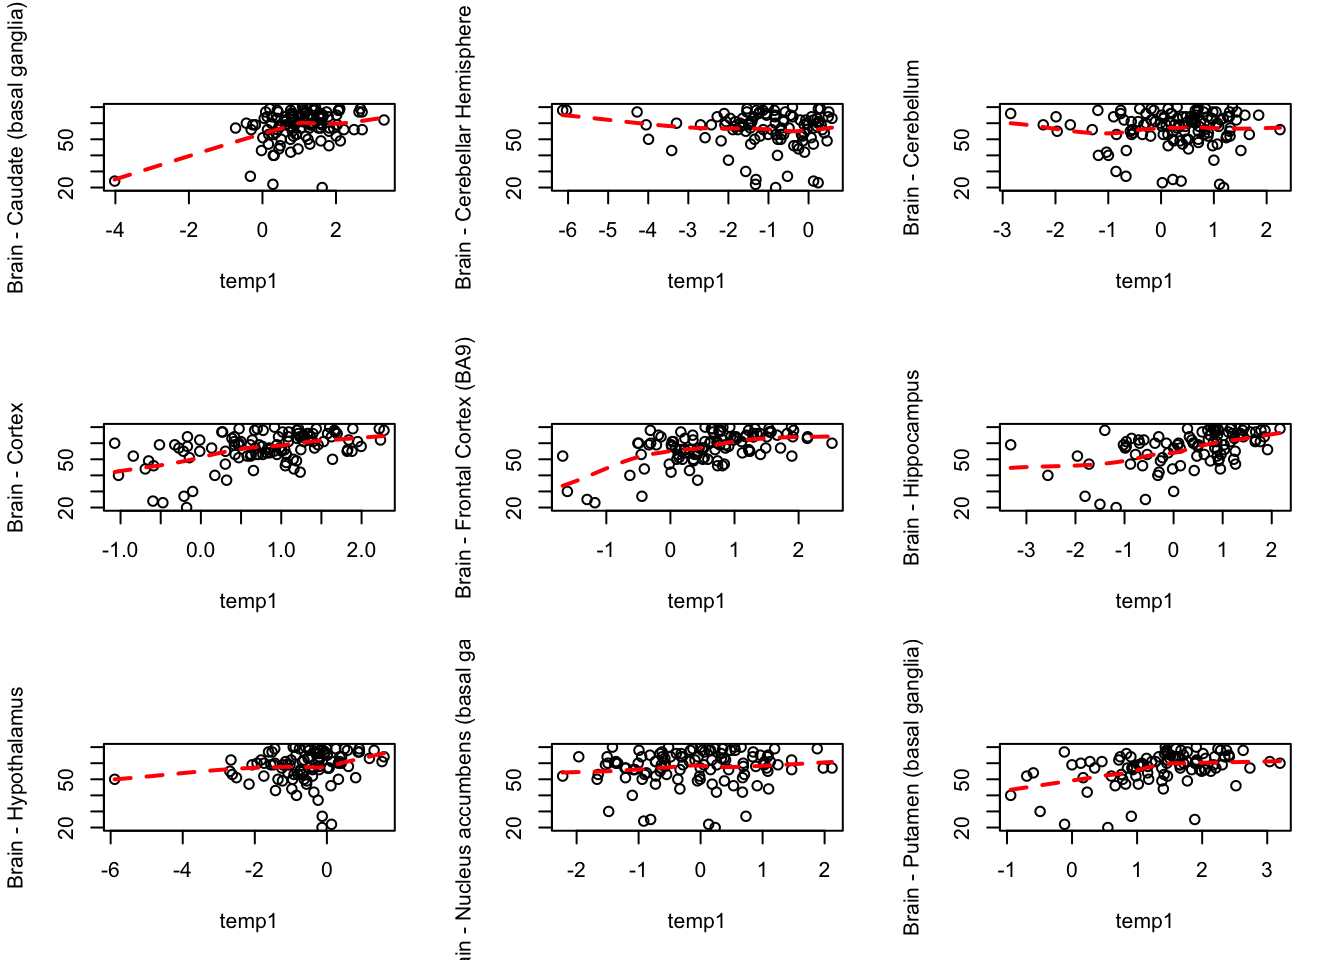 Brain - Caudate (basal ganglia)
20 50
-4 -2 0 2
temp1
Brain - Cerebellar Hemisphere
20 50
-6 -5 -4 -3 -2 -1 0
temp1
Brain - Cerebellum
20 50
-3 -2 -1 0 1 2
temp1
Brain - Cortex
20 50
-1.0 0.0 1.0 2.0
temp1
Brain - Frontal Cortex (BA9)
20 50
-1 0 1 2
temp1
Brain - Hippocampus
20 50
-3 -2 -1 0 1 2
temp1
Brain - Hypothalamus
20 50
-6 -4 -2 0
temp1
ain - Nucleus accumbens (basal ga
20 50
-2 -1 0 1 2
temp1
Brain - Putamen (basal ganglia)
20 50
-1 0 1 2 3
temp1